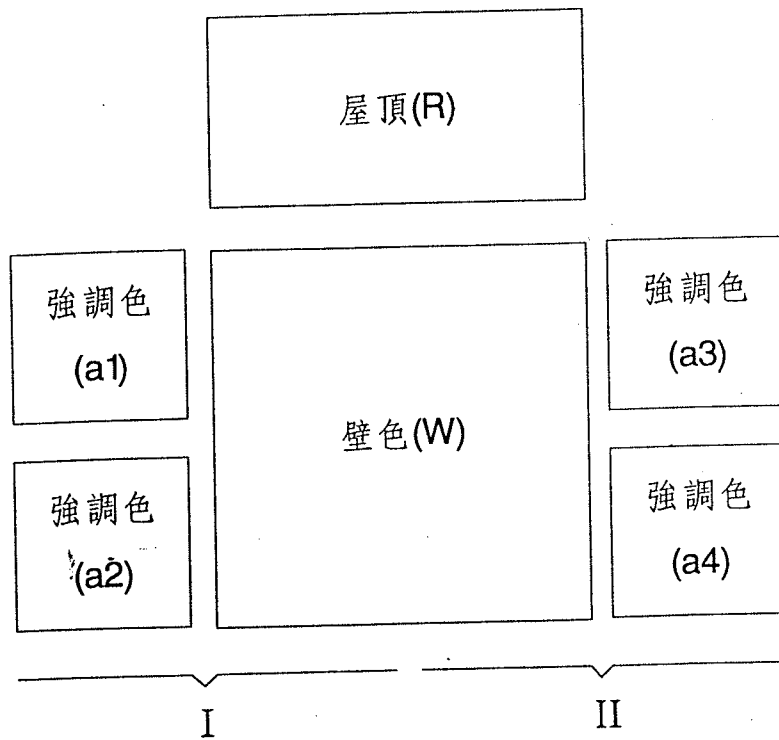 屋頂(R)
強調色
(a1)
強調色
(a2)
壁色(W)
強調色
(a3)
強調色
(a4)
I
II